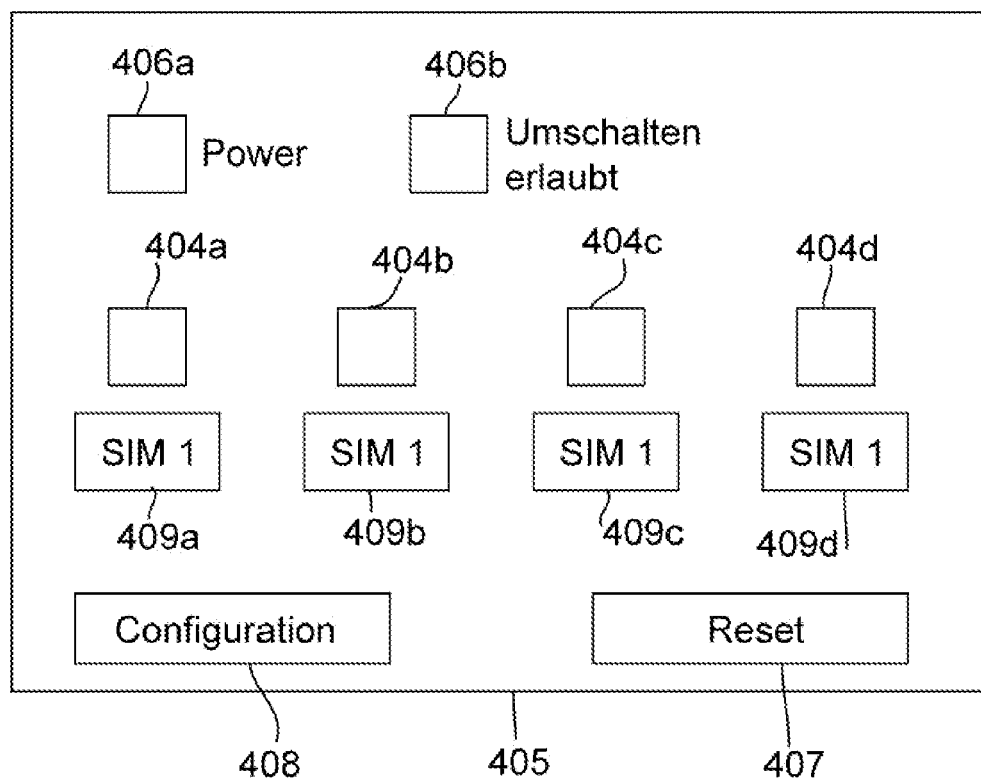 406a
406b
Power
Umschalten
erlaubt
404a
404b
404c
404d
SIM 1
SIM 1
SIM 1
SIM 1
409a
409b
409c
409d
Configuration
Reset
408
405
407